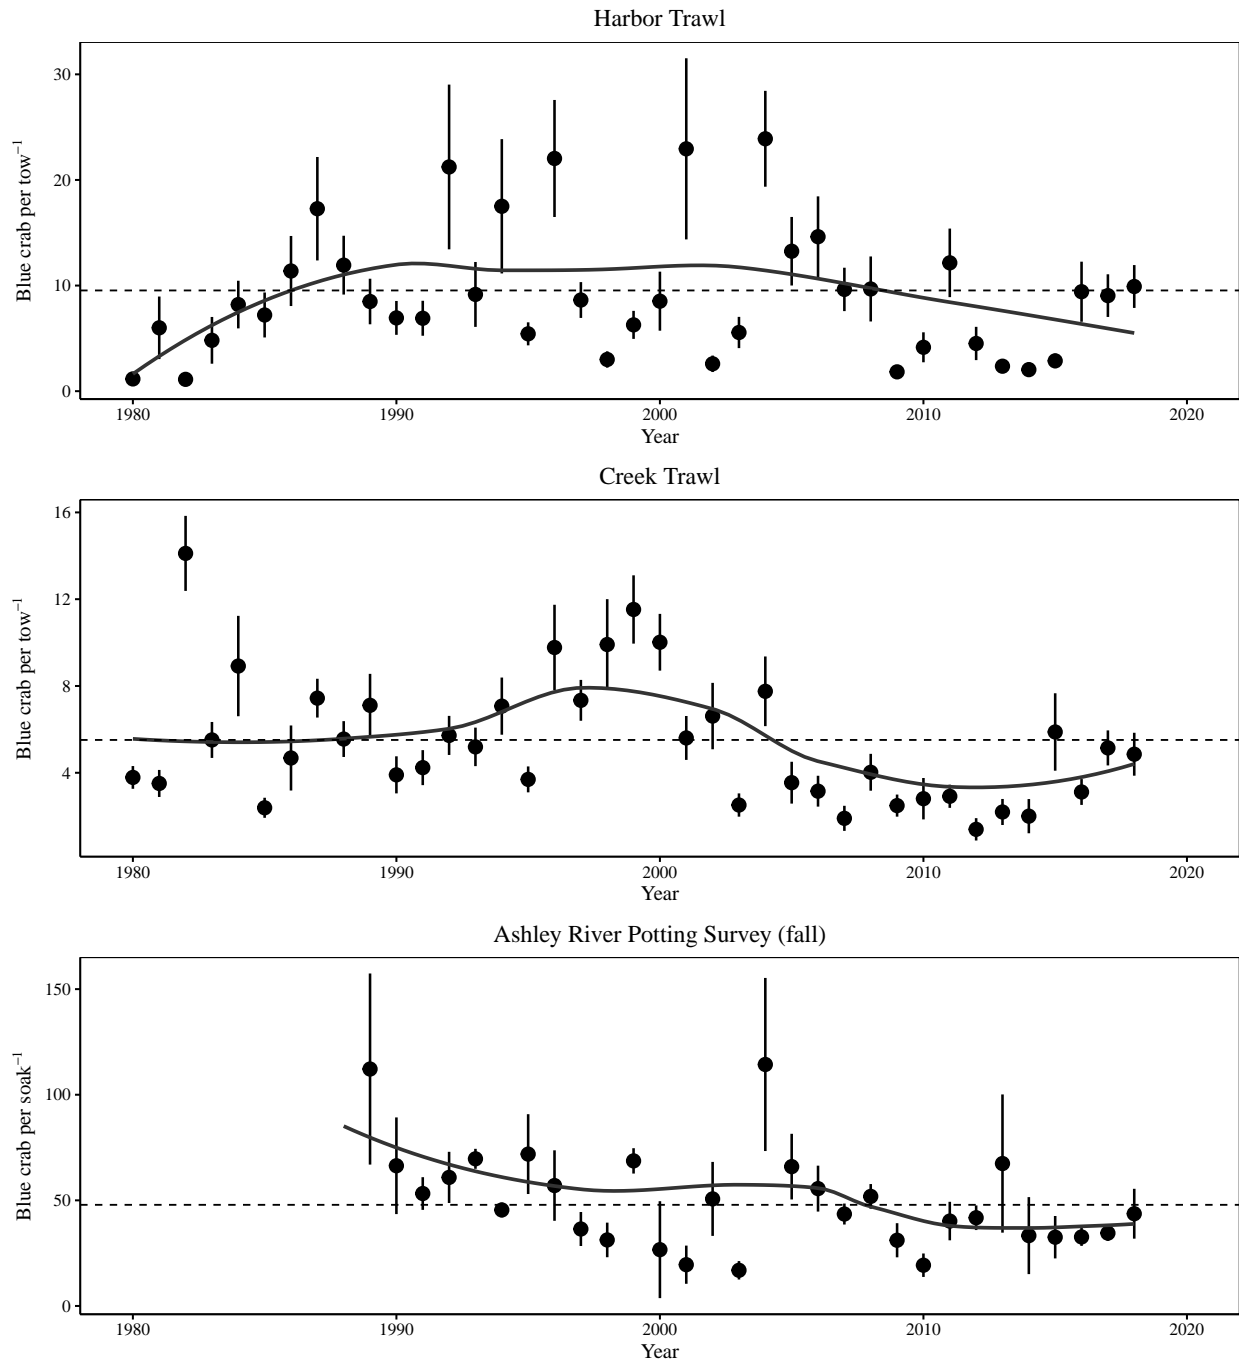 Harbor Trawl
Blue crab per tow⁻¹
30
20
10
0
1980 1990 2000 2010 2020
Year
Creek Trawl
Blue crab per tow⁻¹
16
12
8
4
1980 1990 2000 2010 2020
Year
Ashley River Potting Survey (fall)
Blue crab per soak⁻¹
150
100
50
0
1980 1990 2000 2010 2020
Year